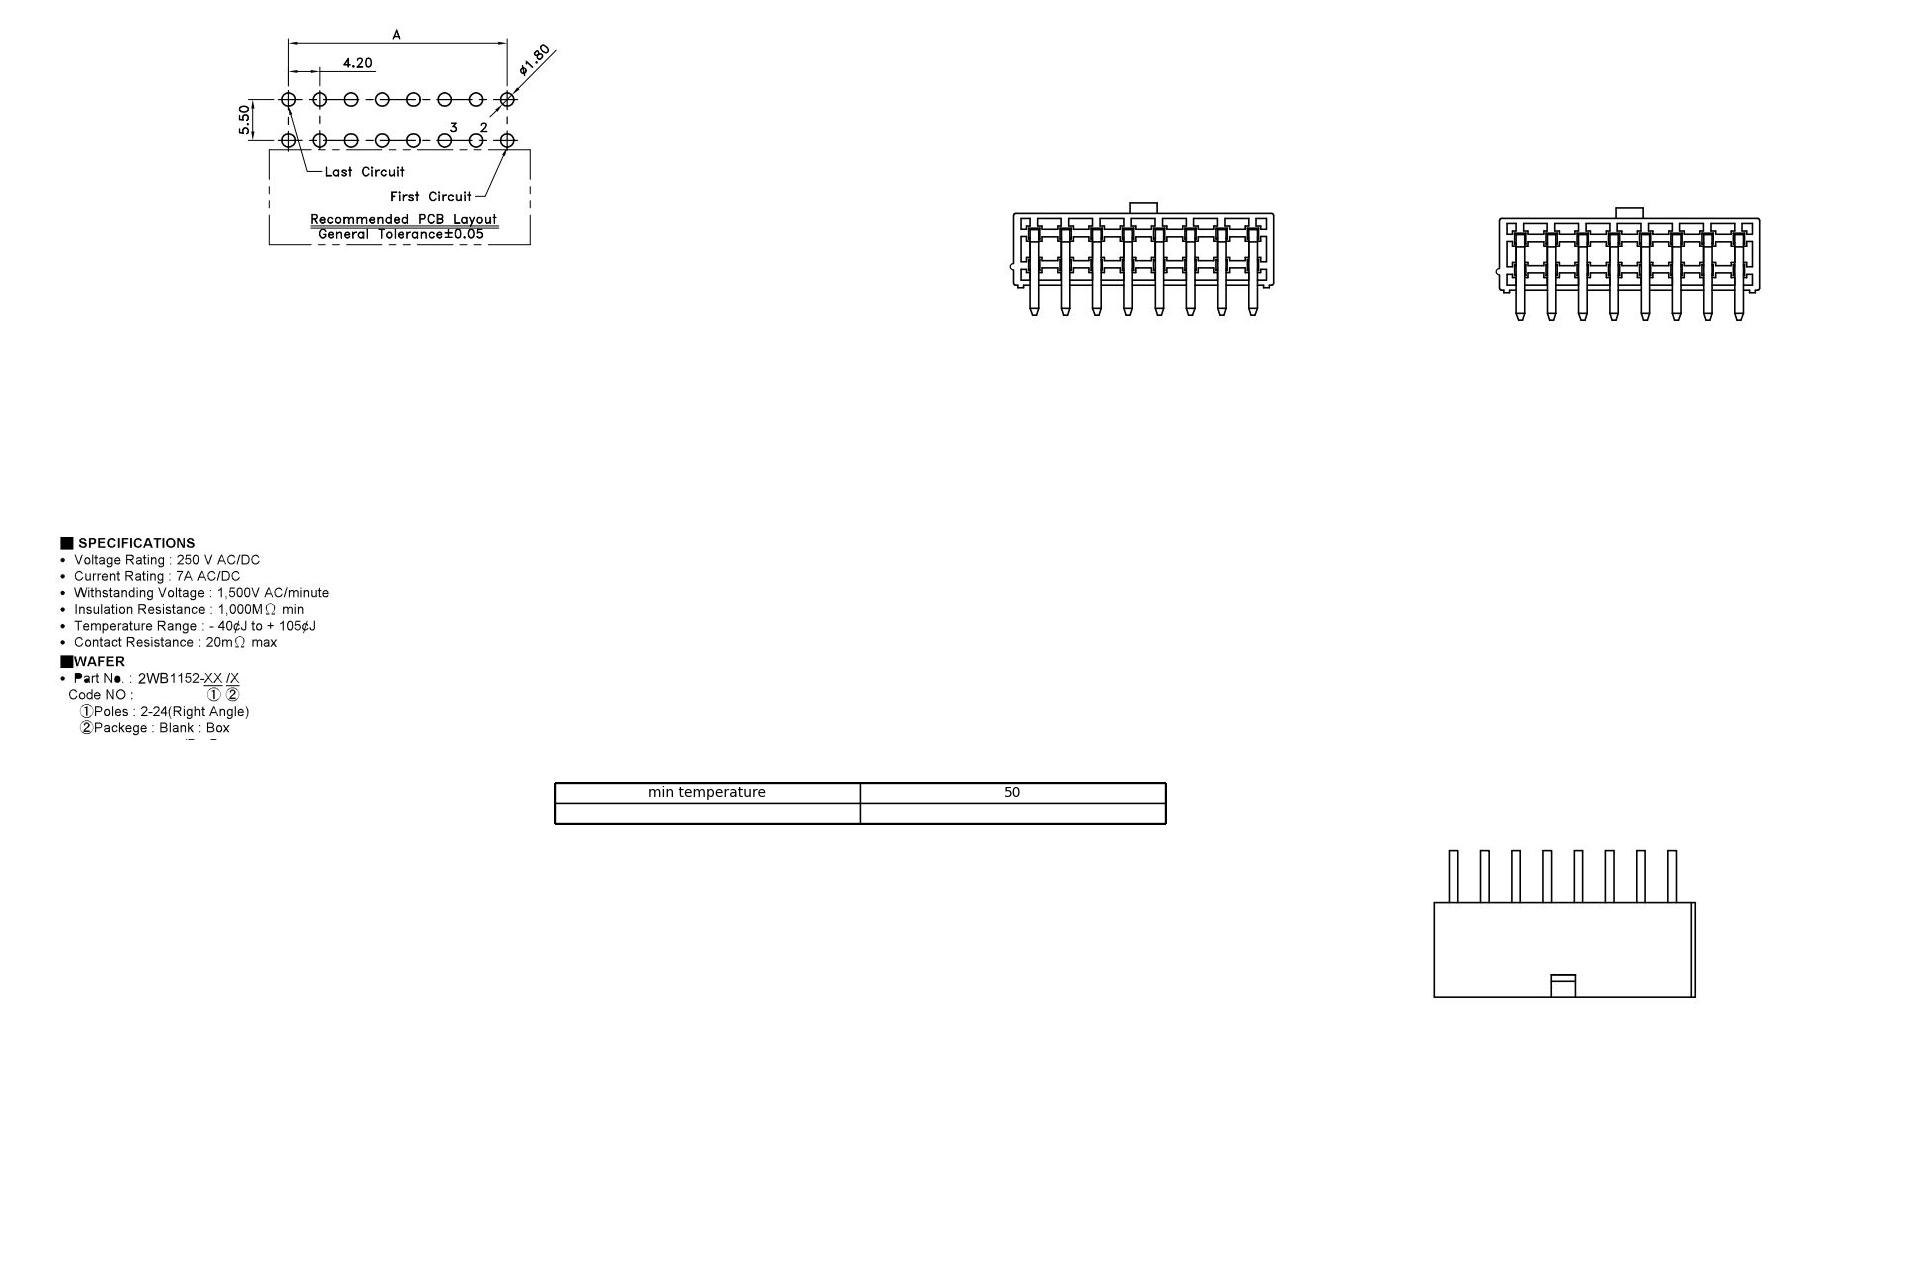 A
4.20
ø1.80
5.50
3 2
Last Circuit
First Circuit
Recommended PCB Layout
General Tolerance±0.05
■ SPECIFICATIONS
• Voltage Rating : 250 V AC/DC
• Current Rating : 7A AC/DC
• Withstanding Voltage : 1,500V AC/minute
• Insulation Resistance : 1,000MΩ min
• Temperature Range : - 40¢J to + 105¢J
• Contact Resistance : 20mΩ max
■WAFER
• Part No. : 2WB1152-XX /X
Code NO : ① ②
①Poles : 2-24(Right Angle)
②Packege : Blank : Box
min temperature 50